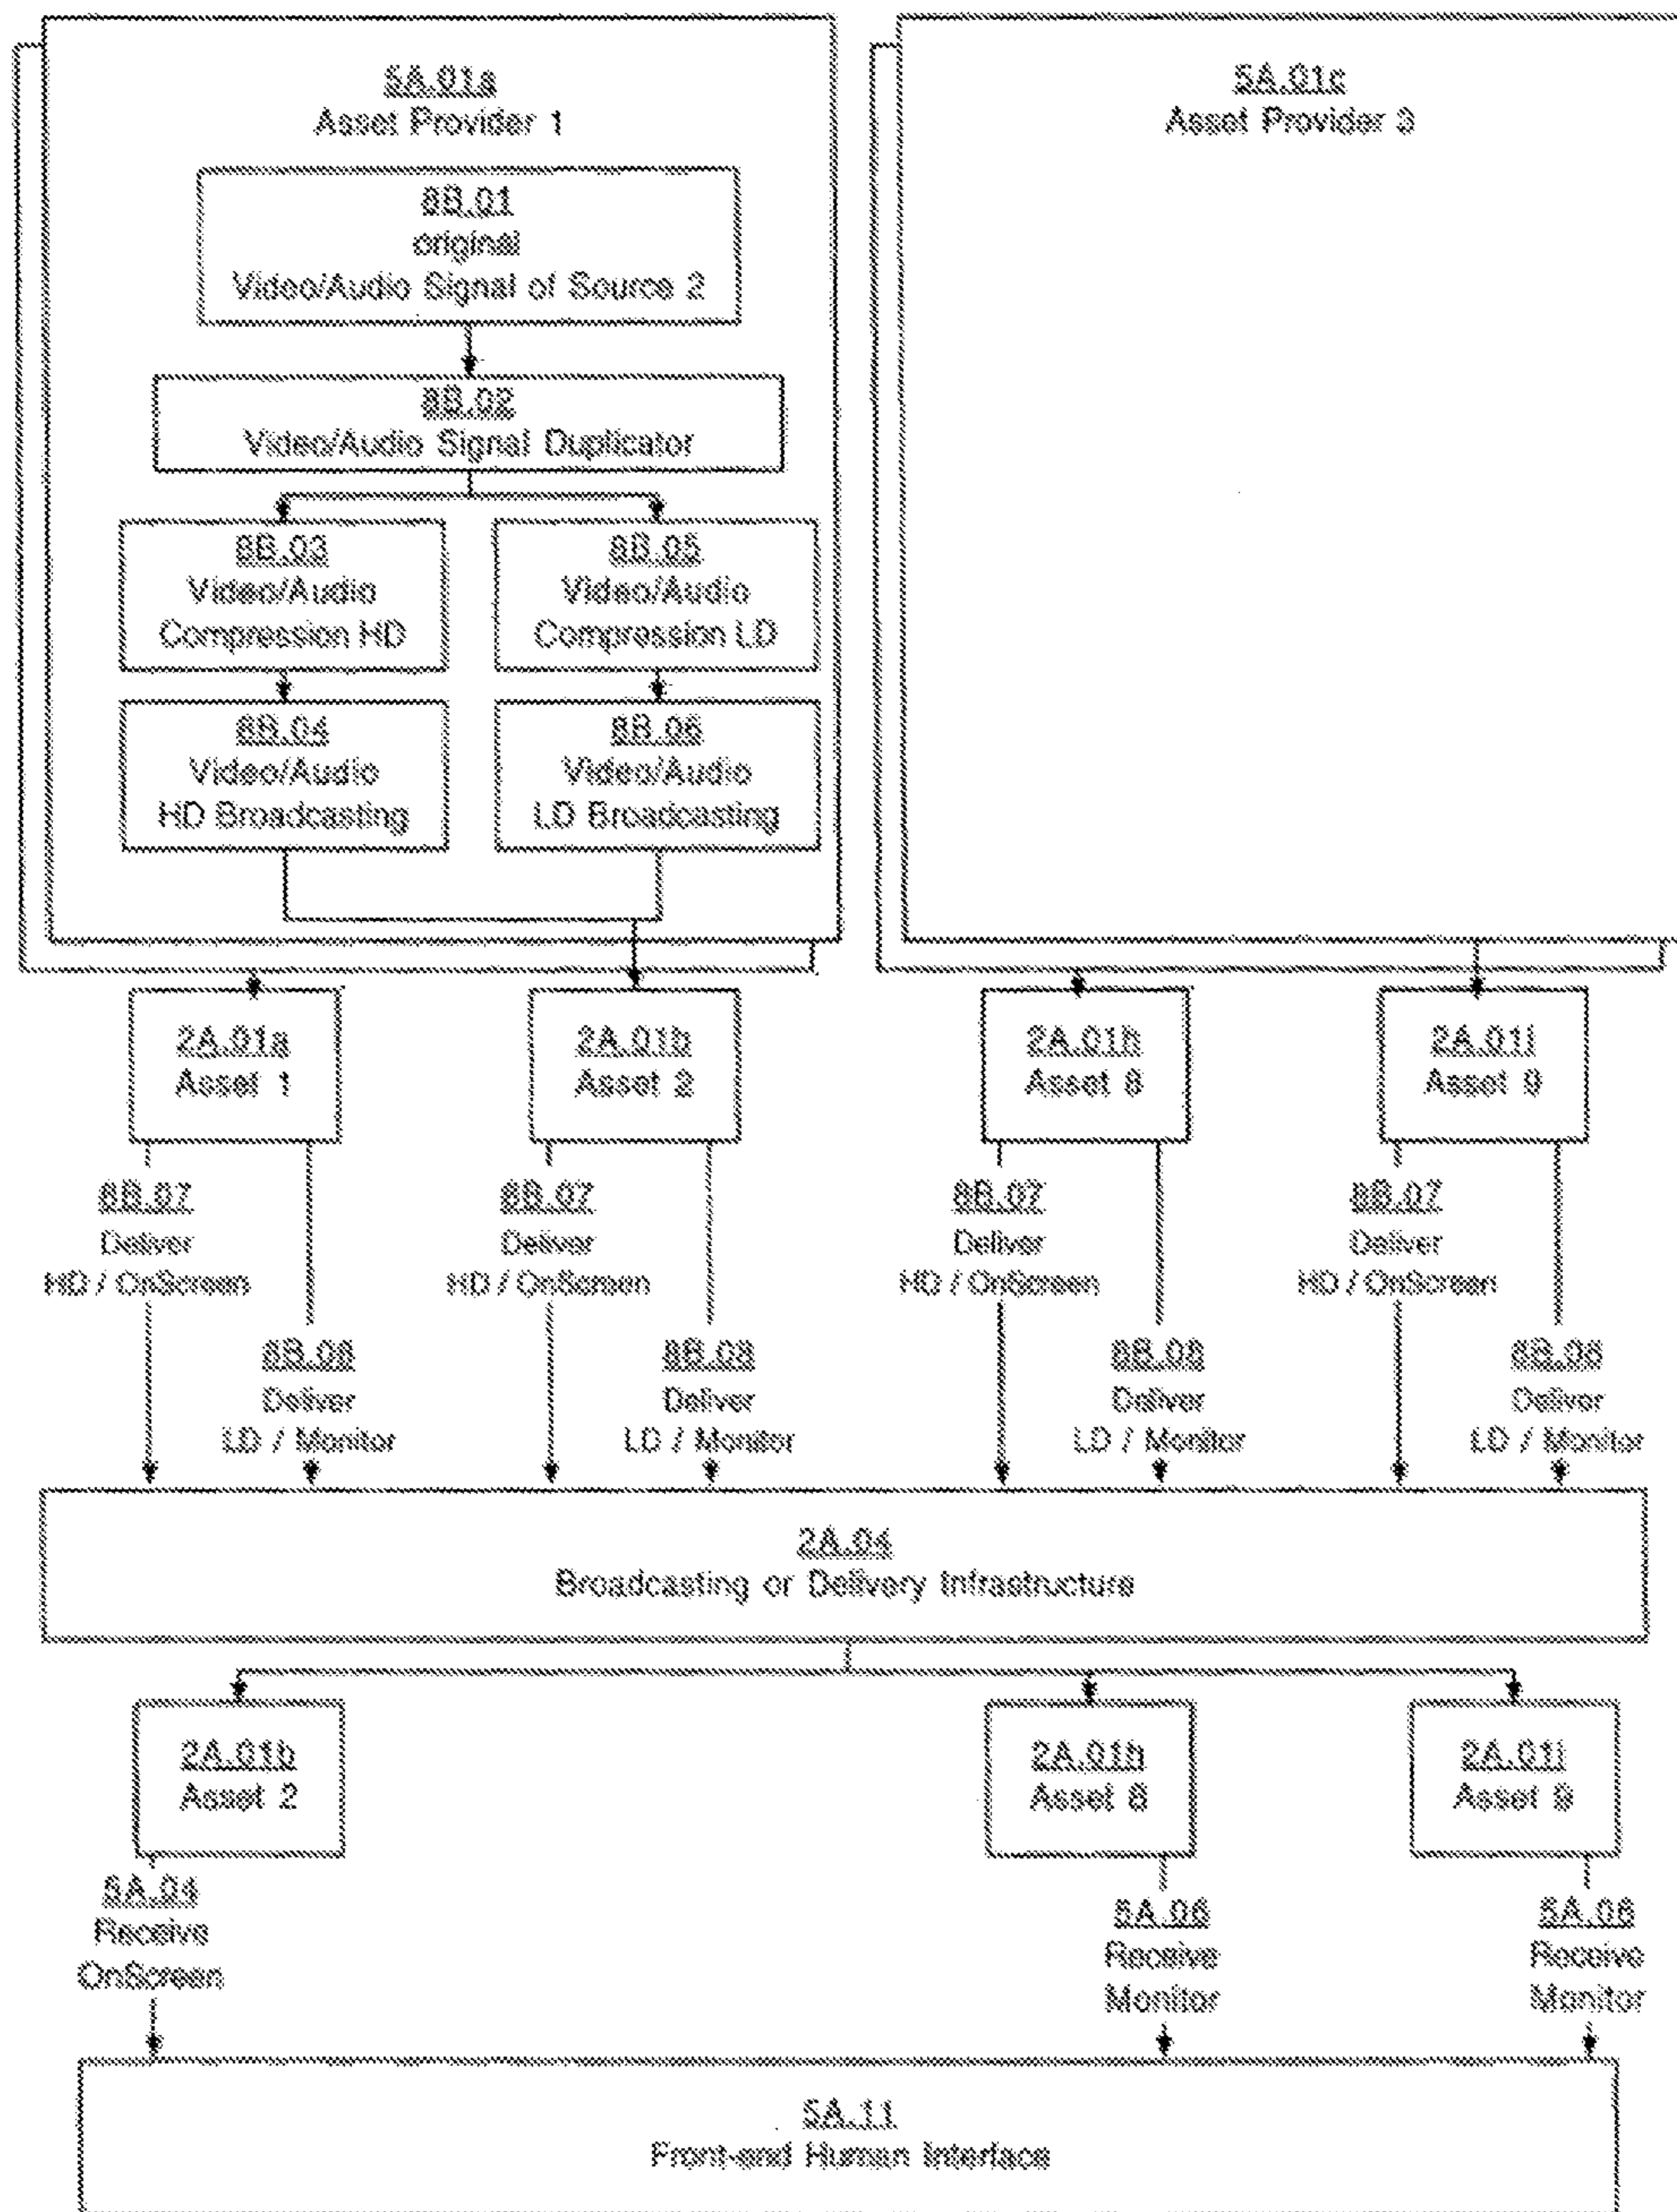 5A.01a
Asset Provider 1
5A.01c
Asset Provider 3
8B.01
original
Video/Audio Signal of Source 2
8B.02
Video/Audio Signal Duplicator
8B.03
Video/Audio
Compression HD
8B.05
Video/Audio
Compression LD
8B.04
Video/Audio
HD Broadcasting
8B.06
Video/Audio
LD Broadcasting
2A.01a
Asset 1
2A.01b
Asset 2
2A.01h
Asset 8
2A.01i
Asset 9
8B.07
Deliver
HD / OnScreen
8B.07
Deliver
HD / OnScreen
8B.07
Deliver
HD / OnScreen
8B.07
Deliver
HD / OnScreen
8B.08
Deliver
LD / Monitor
8B.08
Deliver
LD / Monitor
8B.08
Deliver
LD / Monitor
8B.08
Deliver
LD / Monitor
2A.04
Broadcasting or Delivery Infrastructure
2A.01b
Asset 2
2A.01h
Asset 8
2A.01i
Asset 9
5A.04
Receive
OnScreen
5A.06
Receive
Monitor
5A.06
Receive
Monitor
5A.11
Front-end Human Interface